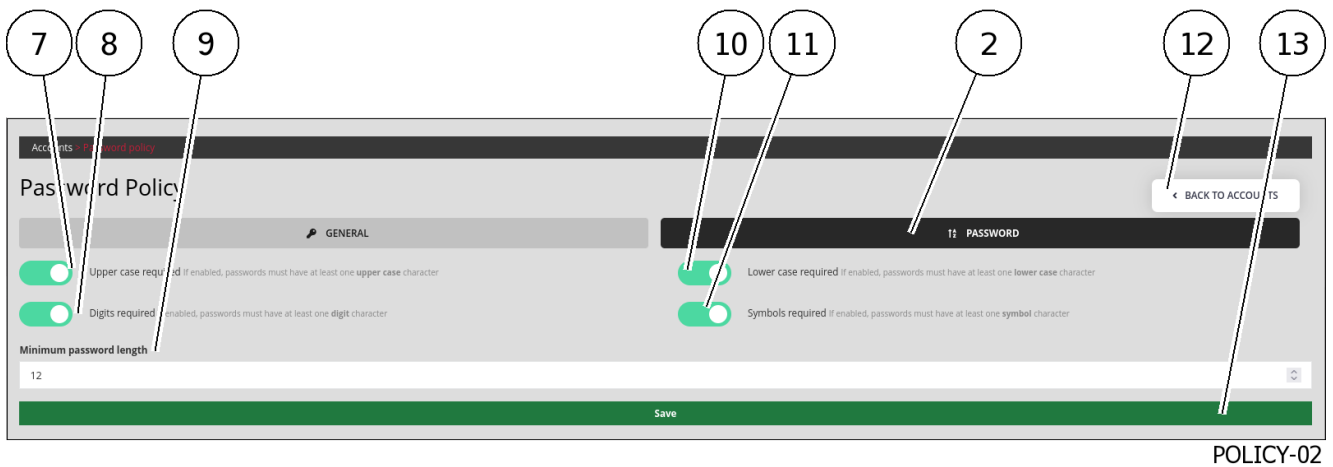 7 8 9 10 11 2 12 13
Accounts > Password policy
Password Policy
< BACK TO ACCOUNTS
GENERAL PASSWORD
Upper case required If enabled, passwords must have at least one upper case character
Lower case required If enabled, passwords must have at least one lower case character
Digits required If enabled, passwords must have at least one digit character
Symbols required If enabled, passwords must have at least one symbol character
Minimum password length
12
Save
POLICY-02